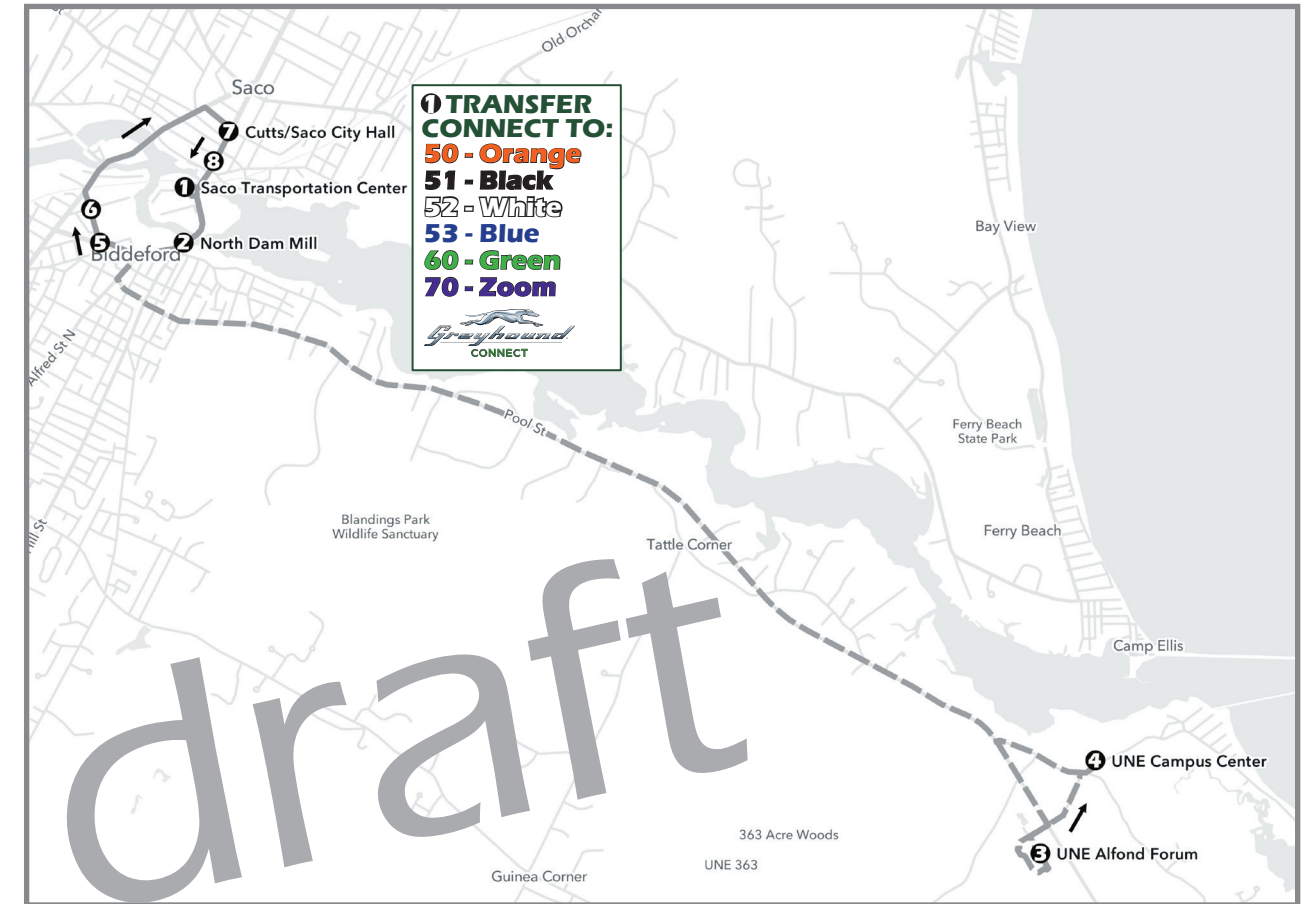 Old Orchar
Saco
7 Cutts/Saco City Hall
8
1 Saco Transportation Center
6
5
Biddeford
2 North Dam Mill
1 TRANSFER
CONNECT TO:
50 - Orange
51 - Black
52 - White
53 - Blue
60 - Green
70 - Zoom
Greyhound
CONNECT
Bay View
Alfred St N
Pool St
Ferry Beach
State Park
Blandings Park
Wildlife Sanctuary
Ferry Beach
Tattle Corner
draft
Camp Ellis
4 UNE Campus Center
363 Acre Woods
3 UNE Alfond Forum
UNE 363
Guinea Corner